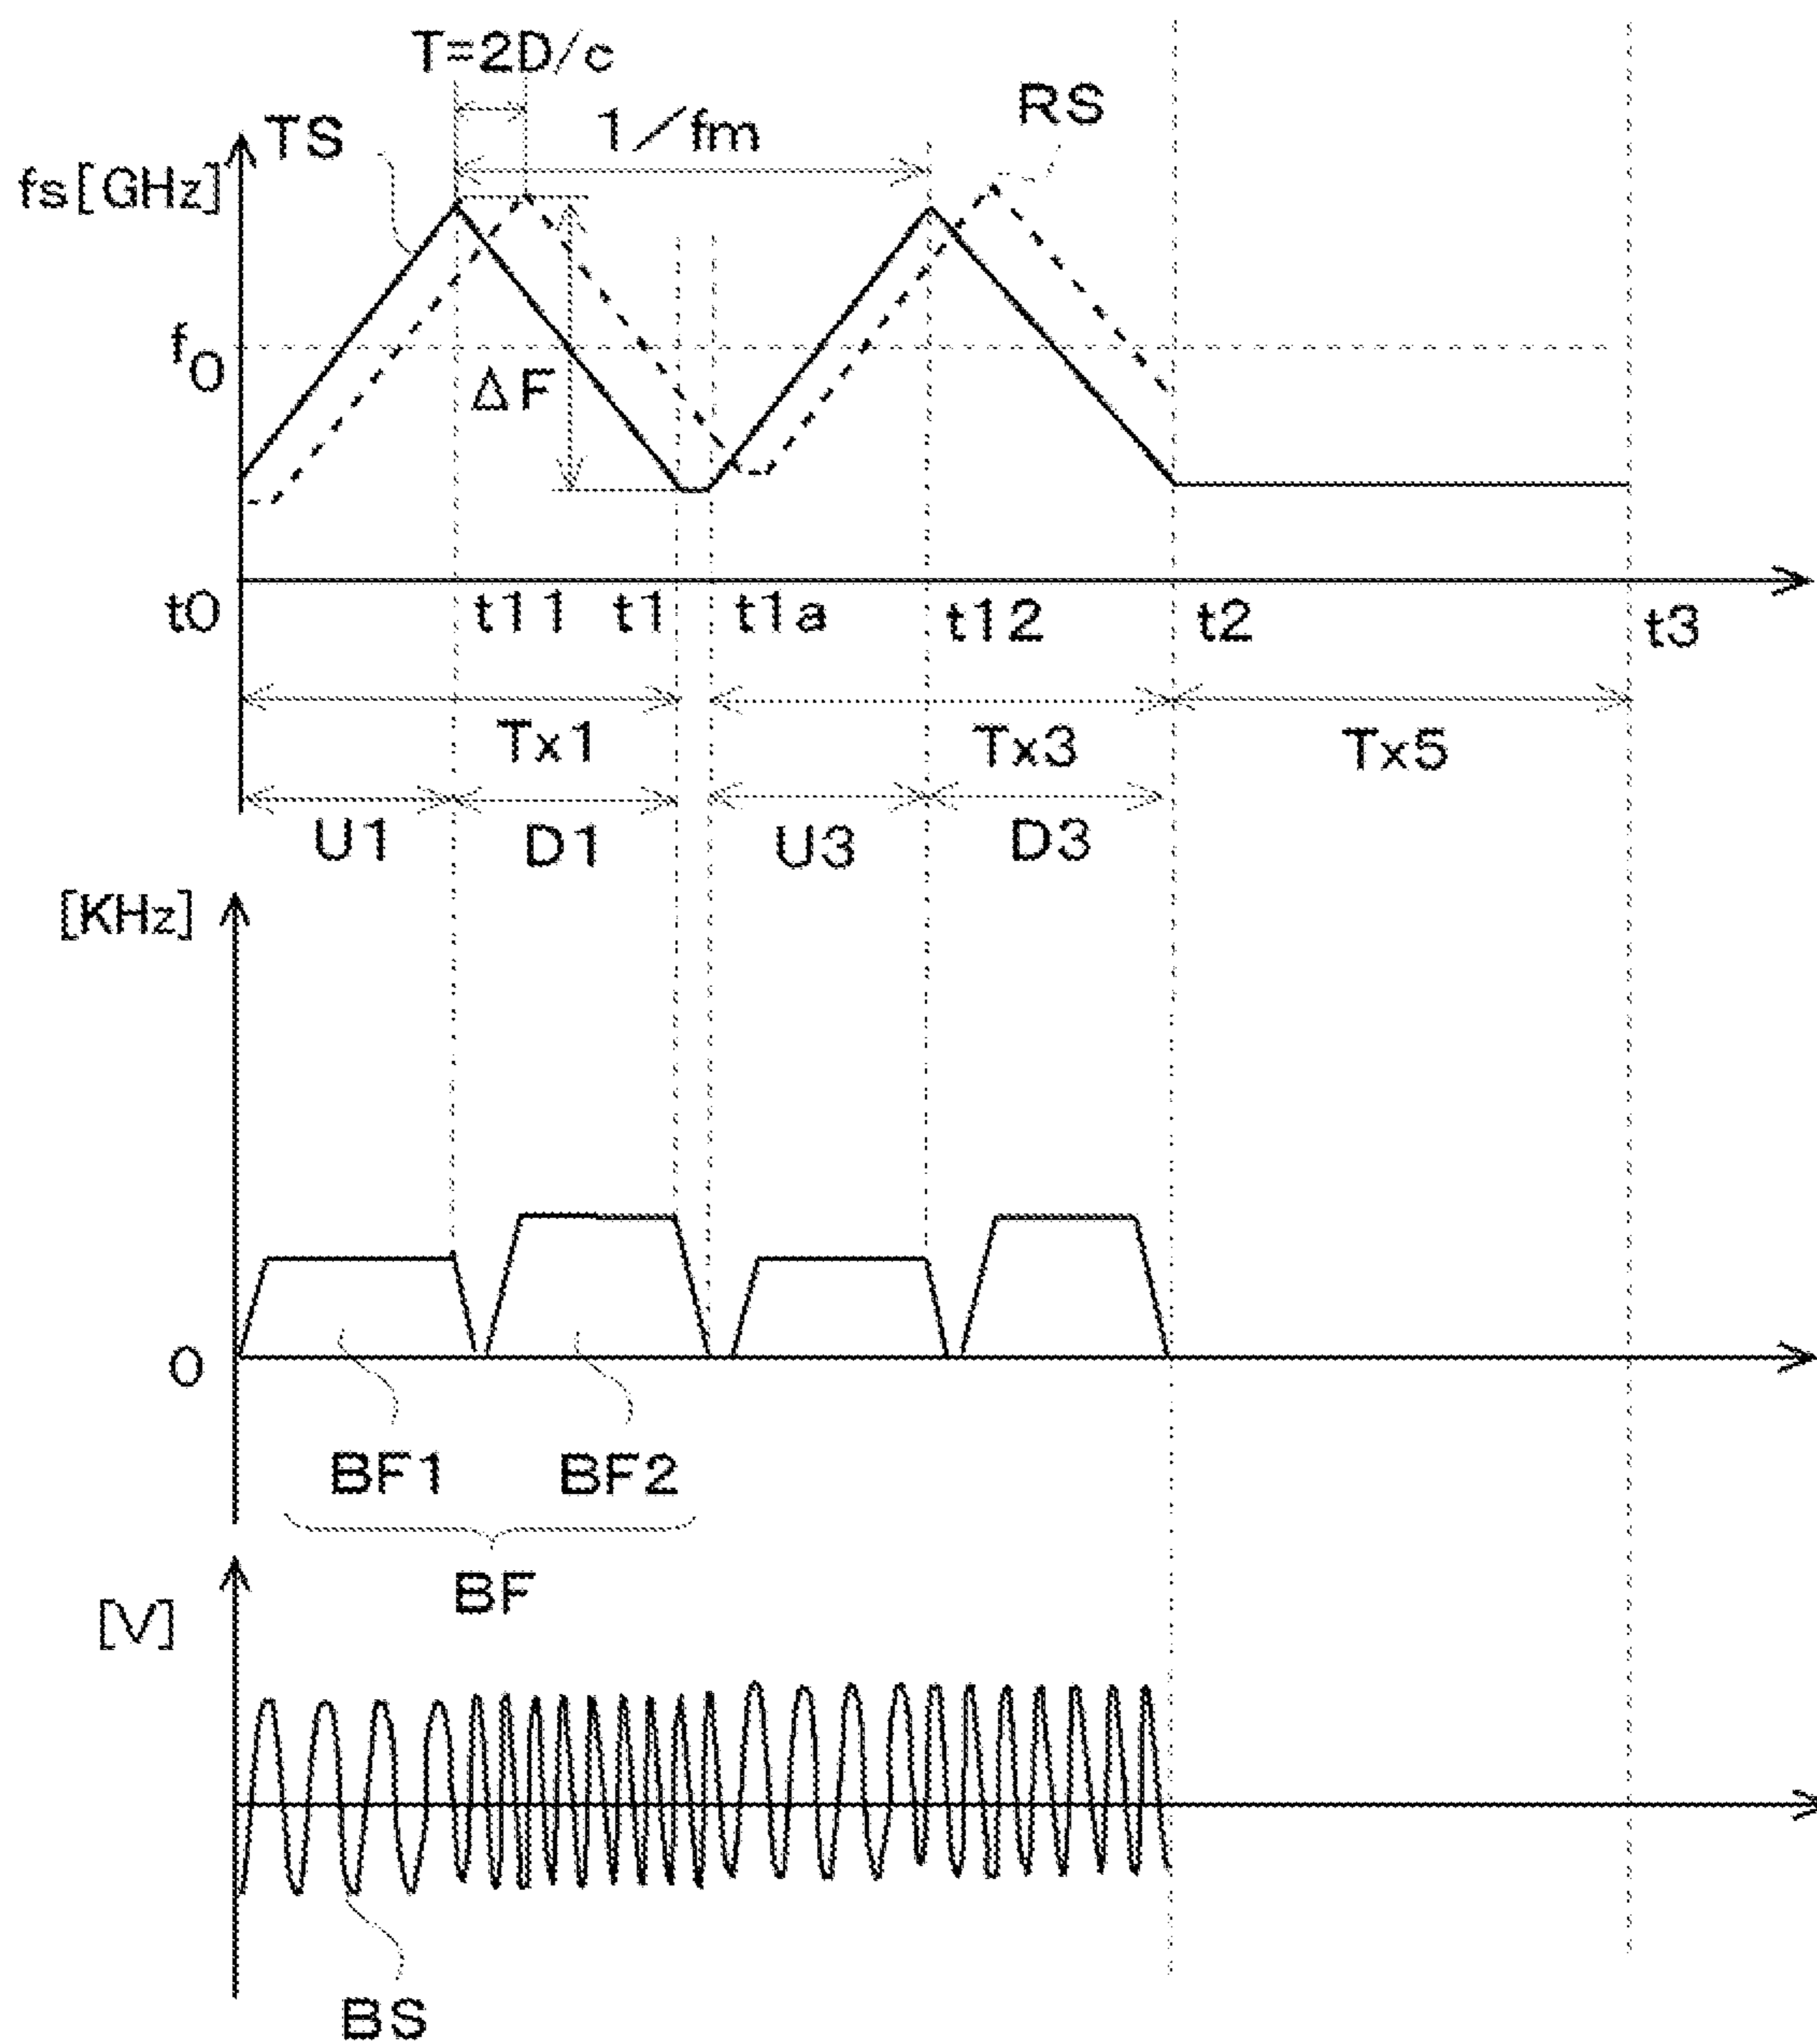 T=2D/c
TS
1/fm
RS
fs[GHz]
f0
ΔF
t0
t11
t1
t1a
t12
t2
t3
Tx1
Tx3
Tx5
U1
D1
U3
D3
[KHz]
0
BF1
BF2
BF
[V]
BS